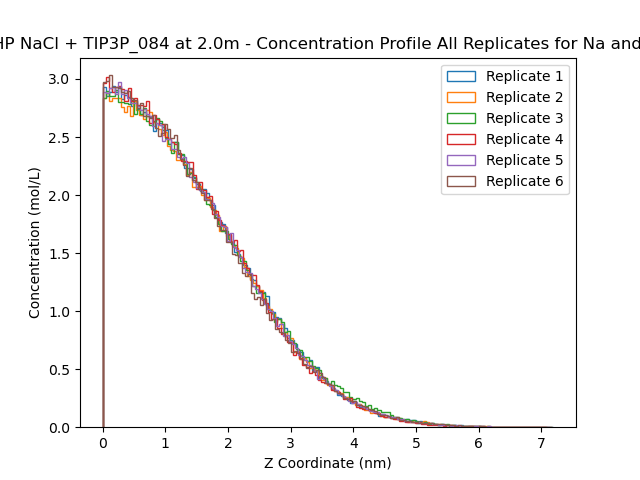 HP NaCl + TIP3P_084 at 2.0m - Concentration Profile All Replicates for Na and
Replicate 1
Replicate 2
Replicate 3
Replicate 4
Replicate 5
Replicate 6
Concentration (mol/L)
3.0
2.5
2.0
1.5
1.0
0.5
0.0
0 1 2 3 4 5 6 7
Z Coordinate (nm)